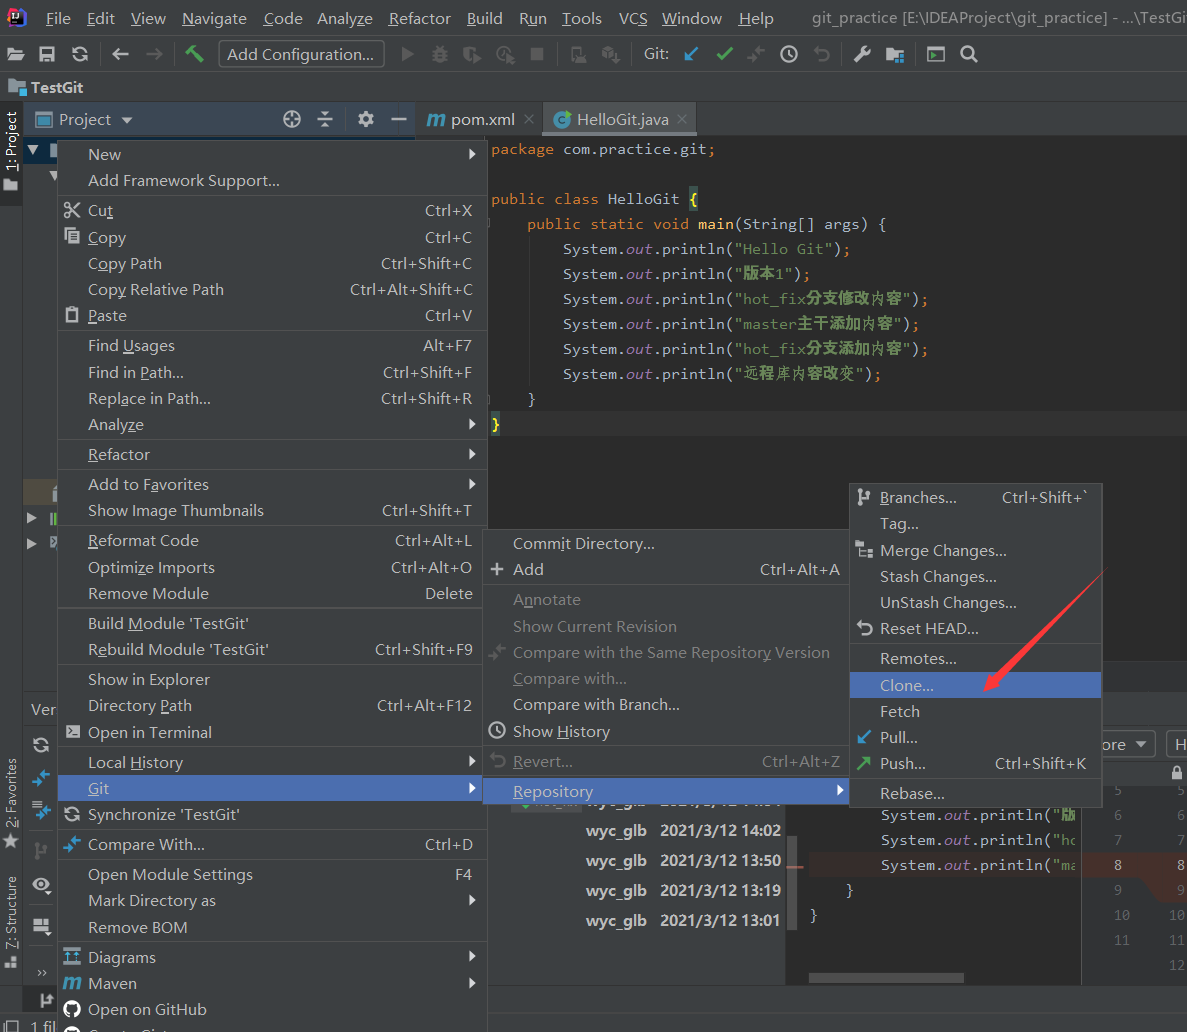 File Edit View Navigate Code Analyze Refactor Build Run Tools VCS Window Help git_practice [E:\IDEAProject\git_practice] - ...\TestGi
Add Configuration... Git:
TestGit
1: Project
Project
pom.xml
HelloGit.java
New
Add Framework Support...
Cut Ctrl+X
Copy Ctrl+C
Copy Path Ctrl+Shift+C
Copy Relative Path Ctrl+Alt+Shift+C
Paste Ctrl+V
Find Usages Alt+F7
Find in Path... Ctrl+Shift+F
Replace in Path... Ctrl+Shift+R
Analyze
Refactor
Add to Favorites
Show Image Thumbnails Ctrl+Shift+T
Reformat Code Ctrl+Alt+L
Optimize Imports Ctrl+Alt+O
Remove Module Delete
Build Module 'TestGit'
Rebuild Module 'TestGit' Ctrl+Shift+F9
Show in Explorer
Directory Path Ctrl+Alt+F12
Open in Terminal
Local History
Git
Synchronize 'TestGit'
Compare With... Ctrl+D
Open Module Settings F4
Mark Directory as
Remove BOM
Diagrams
Maven
Open on GitHub
package com.practice.git;
public class HelloGit {
public static void main(String[] args) {
System.out.println("Hello Git");
System.out.println("版本1");
System.out.println("hot_fix分支修改内容");
System.out.println("master主干添加内容");
System.out.println("hot_fix分支添加内容");
System.out.println("远程库内容改变");
}
}
Commit Directory...
Add Ctrl+Alt+A
Annotate
Show Current Revision
Compare with the Same Repository Version
Compare with...
Compare with Branch...
Show History
Revert... Ctrl+Alt+Z
Repository
Branches... Ctrl+Shift+`
Tag...
Merge Changes...
Stash Changes...
UnStash Changes...
Reset HEAD...
Remotes...
Clone...
Fetch
Pull...
Push... Ctrl+Shift+K
Rebase...
Ver
2: Favorites
7: Structure
ore
H
wyc_glb 2021/3/12 14:02
wyc_glb 2021/3/12 13:50
wyc_glb 2021/3/12 13:19
wyc_glb 2021/3/12 13:01
5 5
System.out.println("版 6 6
System.out.println("ho 7 7
System.out.println("ma 8 8
} 9 9
} 10 10
11 11
12
1 fil